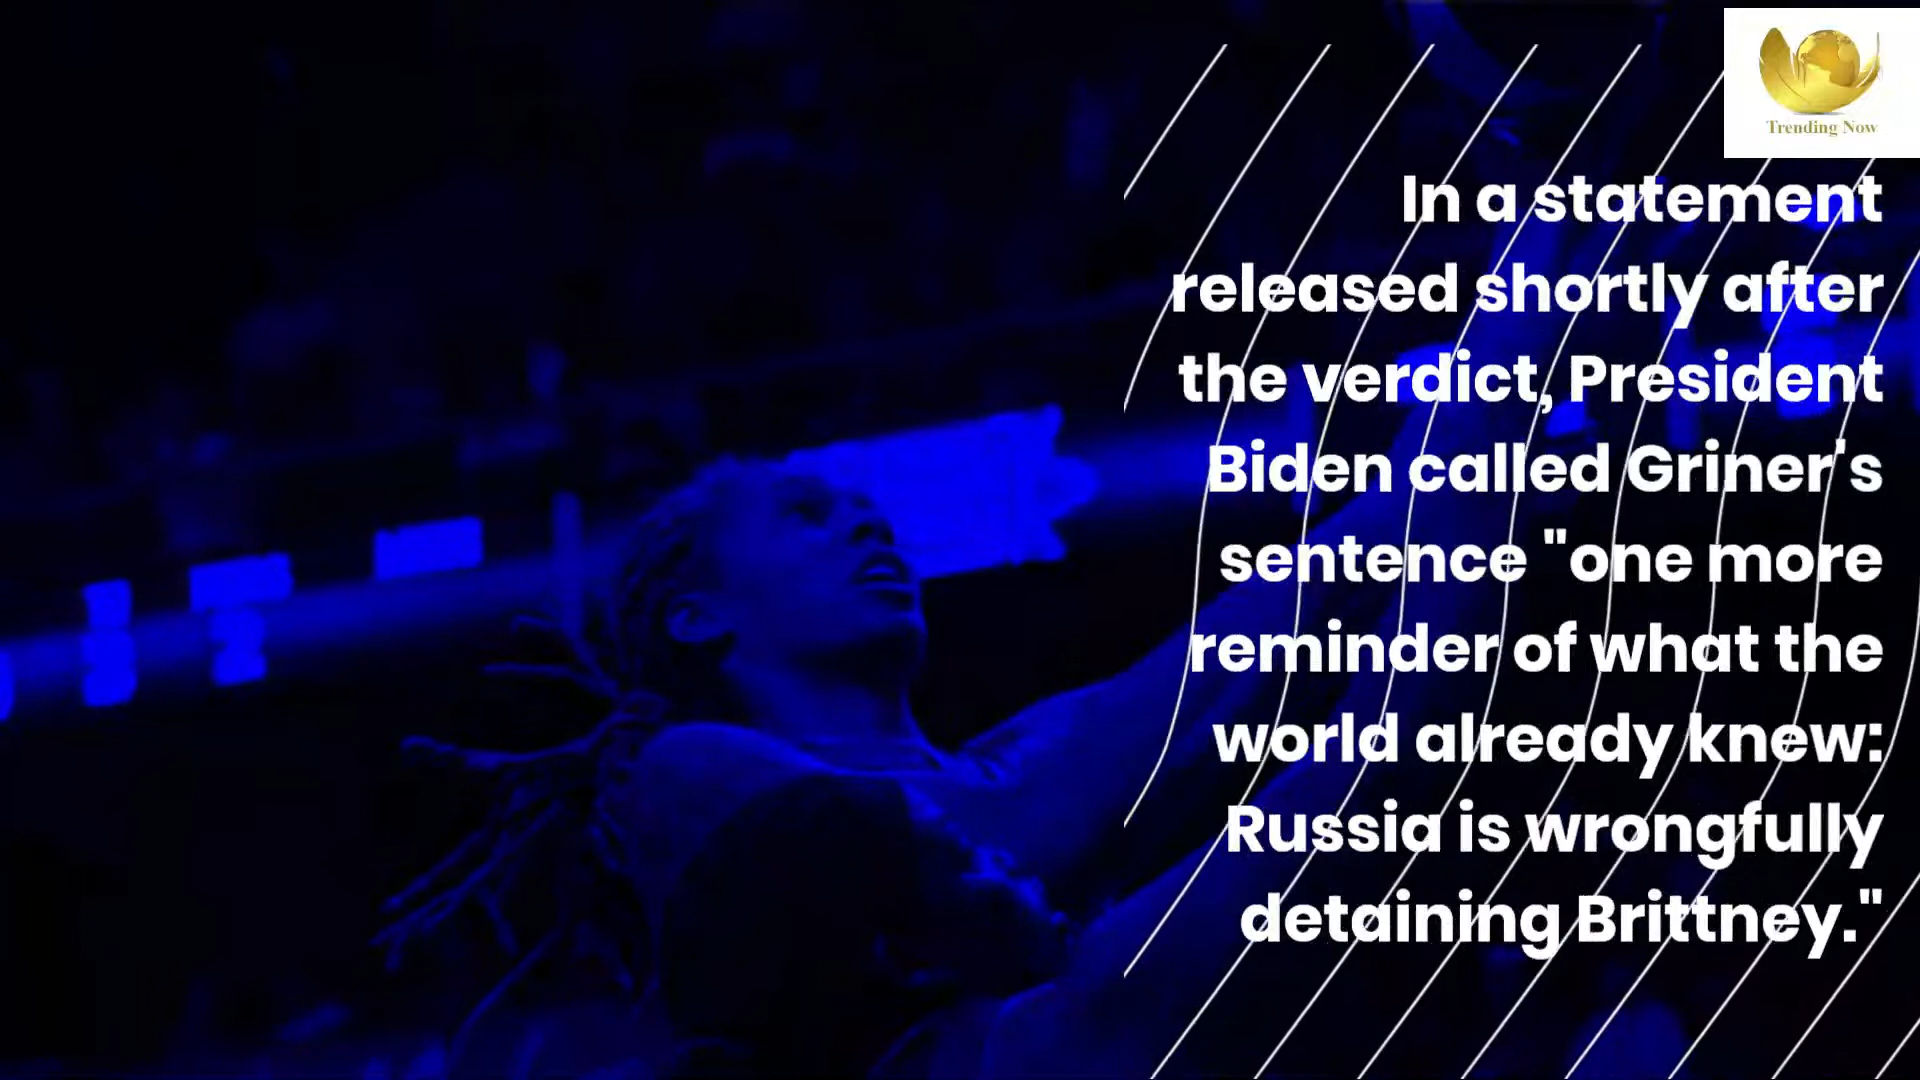 Trending Now
In a statement
released shortly after
the verdict, President
Biden called Griner's
sentence "one more
reminder of what the
world already knew:
Russia is wrongfully
detaining Brittney."